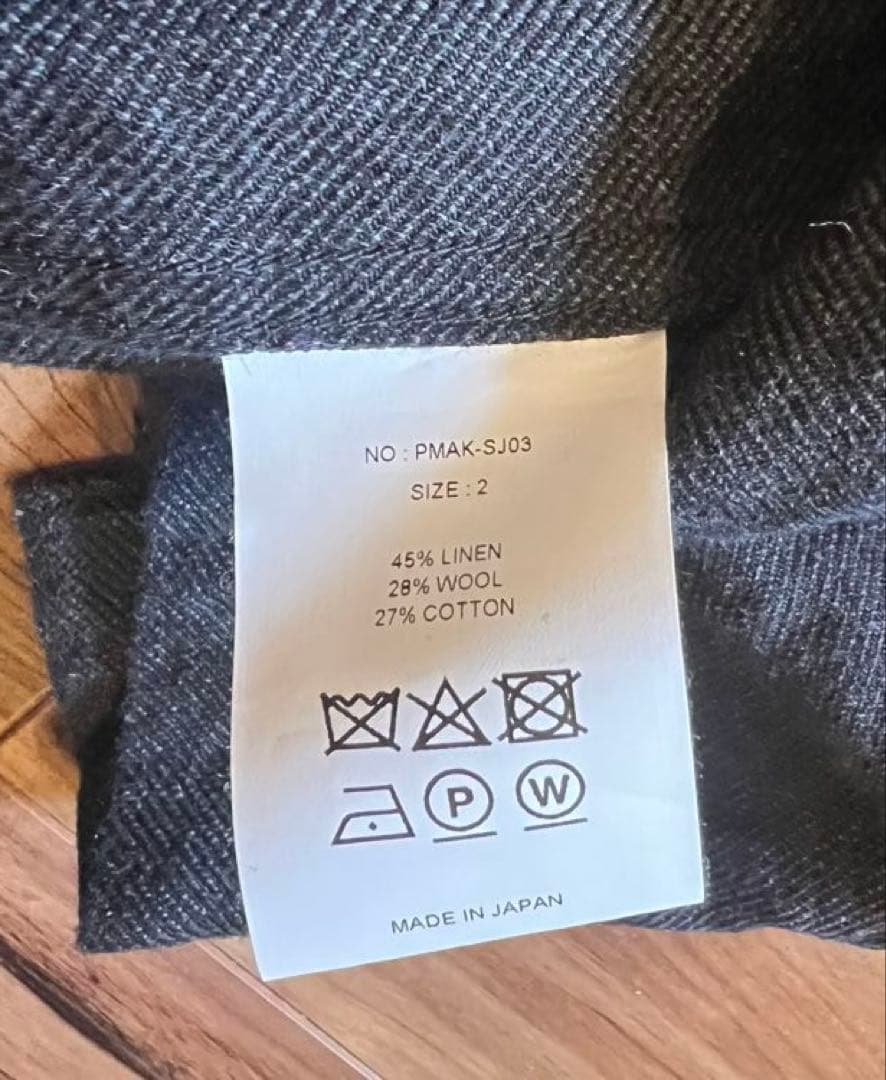 NO : PMAK-SJ03
SIZE : 2
45% LINEN
28% WOOL
27% COTTON
P W
MADE IN JAPAN